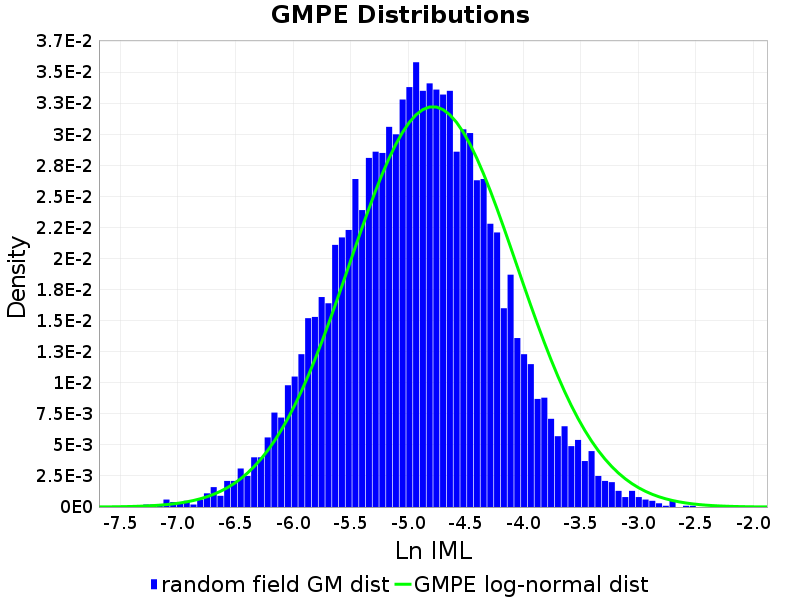 GMPE Distributions
3.7E-2
3.5E-2
3.3E-2
3E-2
2.8E-2
2.5E-2
2.2E-2
2E-2
1.8E-2
1.5E-2
1.3E-2
1E-2
7.5E-3
5E-3
2.5E-3
0E0
Density
-7.5 -7.0 -6.5 -6.0 -5.5 -5.0 -4.5 -4.0 -3.5 -3.0 -2.5 -2.0
Ln IML
random field GM dist GMPE log-normal dist